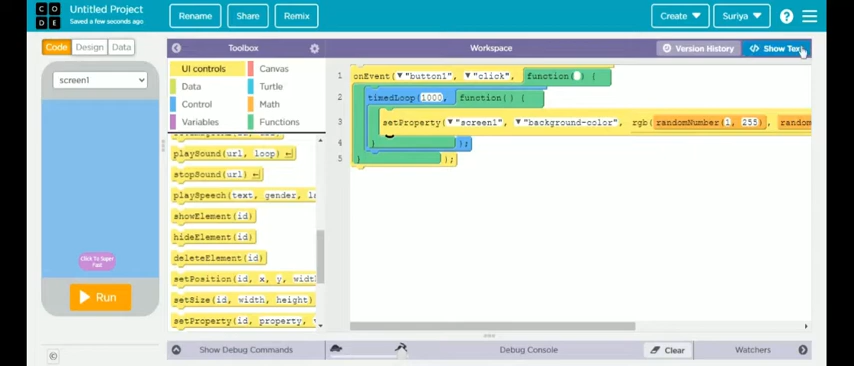 CO
DE
Untitled Project
Saved a few seconds ago
Rename
Share
Remix
Create
Suriya
?
Code
Design
Data
Toolbox
Workspace
Version History
</> Show Text
screen1
UI controls
Canvas
Data
Turtle
Control
Math
Variables
Functions
playSound(url, loop)
stopSound(url)
playSpeech(text, gender,
showElement(id)
hideElement(id)
deleteElement(id)
setPosition(id, x, y, width
setSize(id, width, height)
setProperty(id, property,
Click To Super
Fast
Run
1 onEvent( "button1", "click", function( ) {
2 timedLoop(1000, function() {
3 setProperty( "screen1", "background-color", rgb(randomNumber(1, 255), random
4 } );
5 } );
©
Show Debug Commands
Debug Console
Clear
Watchers